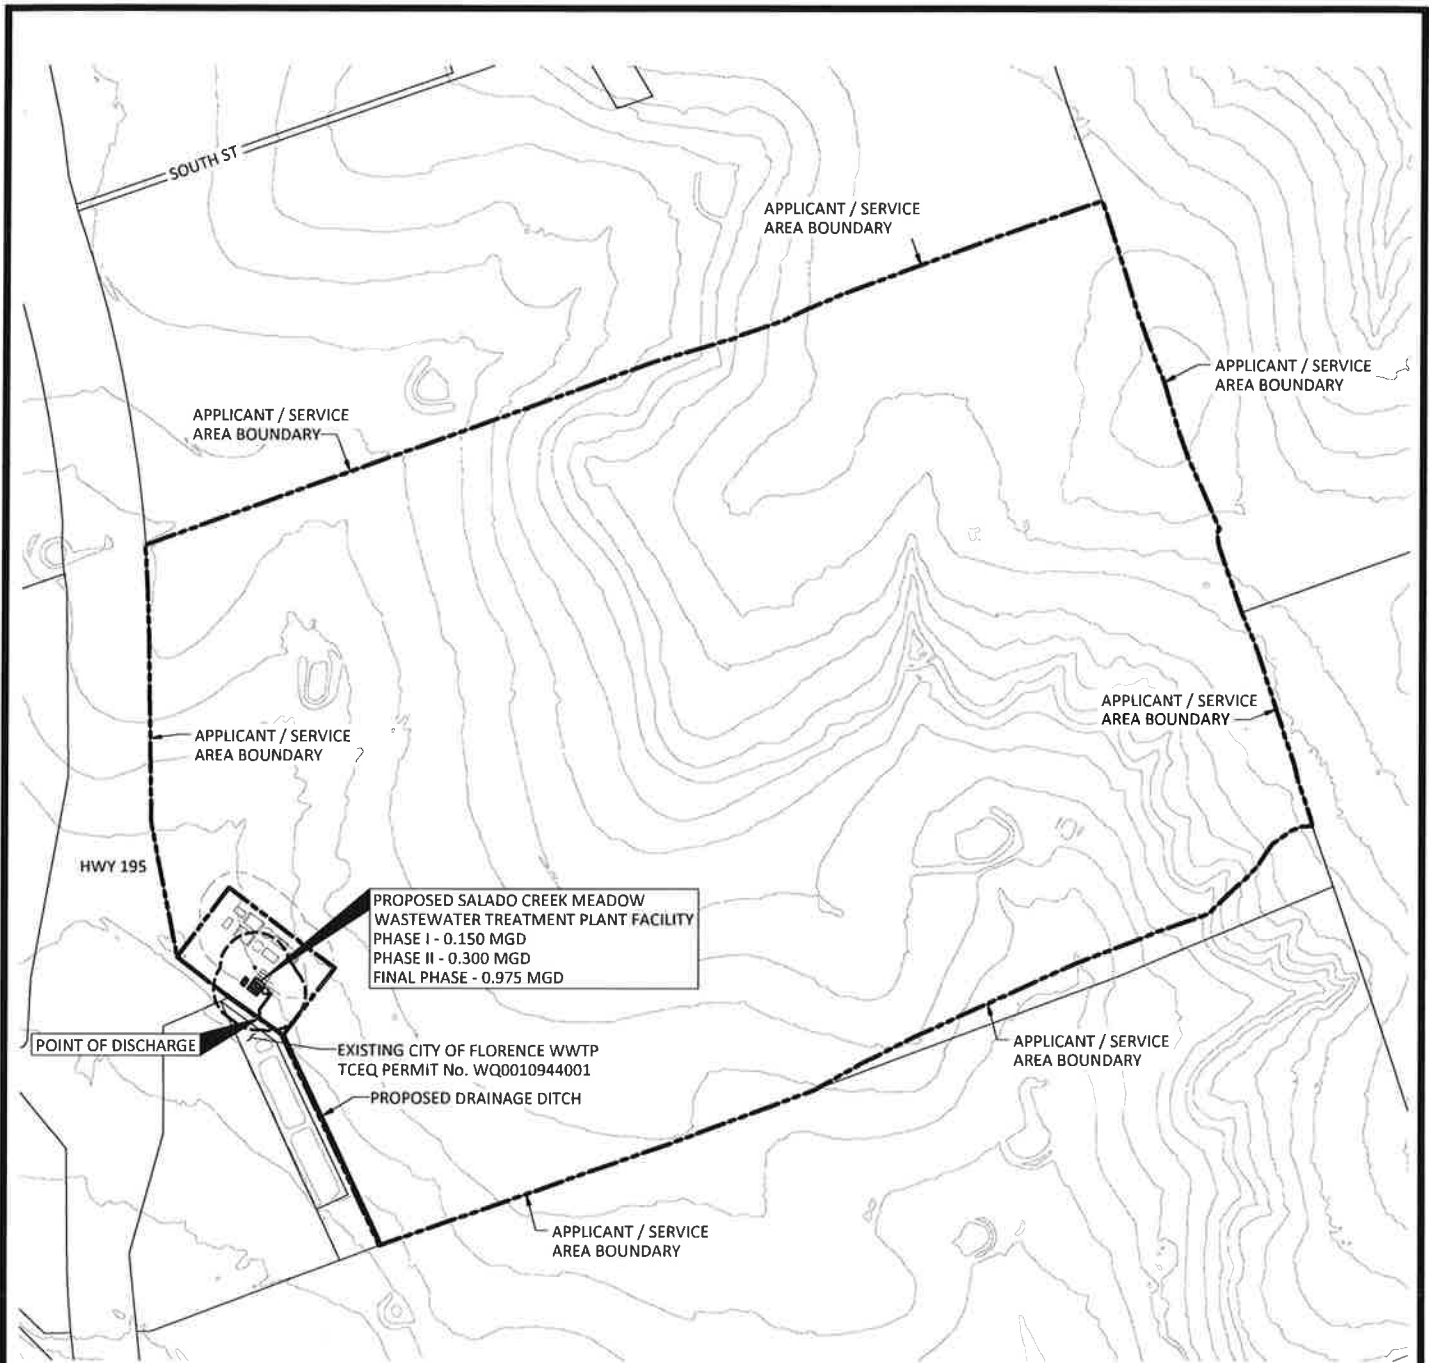 SOUTH ST
APPLICANT / SERVICE
AREA BOUNDARY
APPLICANT / SERVICE
AREA BOUNDARY
APPLICANT / SERVICE
AREA BOUNDARY
APPLICANT / SERVICE
AREA BOUNDARY
APPLICANT / SERVICE
AREA BOUNDARY
HWY 195
PROPOSED SALADO CREEK MEADOW
WASTEWATER TREATMENT PLANT FACILITY
PHASE I - 0.150 MGD
PHASE II - 0.300 MGD
FINAL PHASE - 0.975 MGD
POINT OF DISCHARGE
EXISTING CITY OF FLORENCE WWTP
TCEQ PERMIT No. WQ0010944001
APPLICANT / SERVICE
AREA BOUNDARY
PROPOSED DRAINAGE DITCH
APPLICANT / SERVICE
AREA BOUNDARY